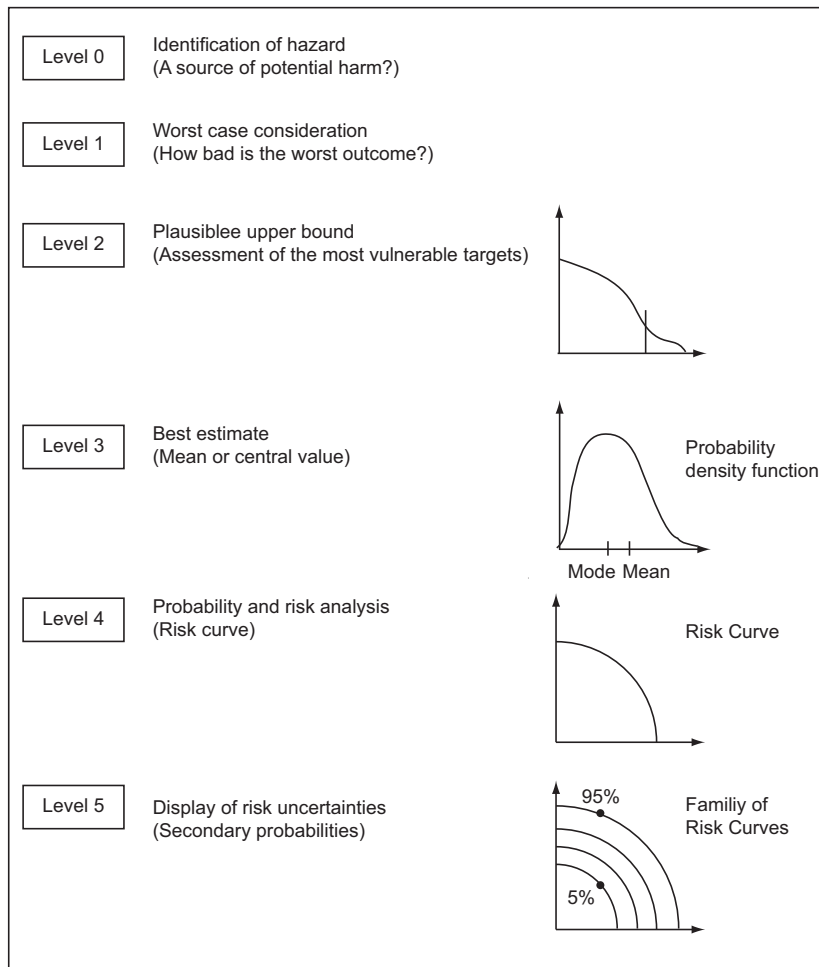 Level 0
Identification of hazard
(A source of potential harm?)
Level 1
Worst case consideration
(How bad is the worst outcome?)
Level 2
Plausiblee upper bound
(Assessment of the most vulnerable targets)
Level 3
Best estimate
(Mean or central value)
Probability
density function
Mode Mean
Level 4
Probability and risk analysis
(Risk curve)
Risk Curve
Level 5
Display of risk uncertainties
(Secondary probabilities)
95%
5%
Familiy of
Risk Curves